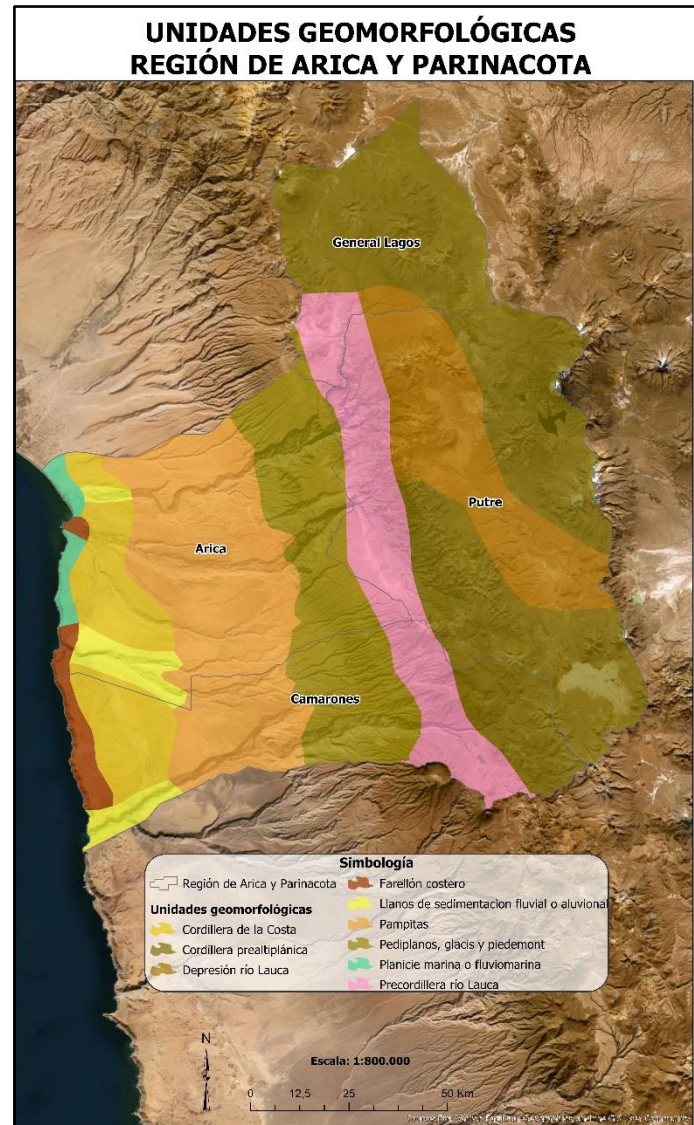 UNIDADES GEOMORFOLÓGICAS
REGIÓN DE ARICA Y PARINACOTA
General Lagos
Putre
Arica
Camarones
Simbología
Región de Arica y Parinacota
Unidades geomorfológicas
Cordillera de la Costa
Cordillera prealtiplánica
Depresión río Lauca
Farellón costero
Llanos de sedimentacion fluvial o aluvional
Pampitas
Pediplanos, glacis y piedemont
Planicie marina o fluviomarina
Precordillera río Lauca
N
Escala: 1:800.000
0 12,5 25 50 Km